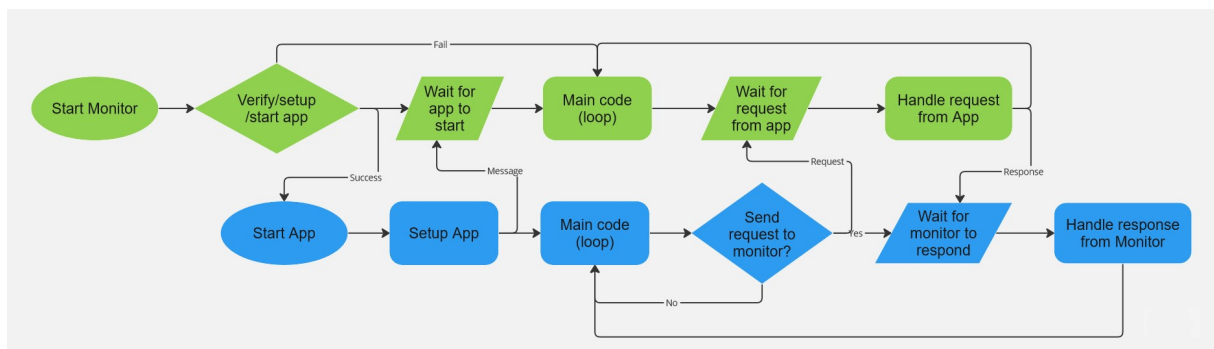 Fail
Start Monitor
Verify/setup
/start app
Wait for
app to
start
Main code
(loop)
Wait for
request
from app
Handle request
from App
Success
Message
Request
Response
Start App
Setup App
Main code
(loop)
Send
request to
monitor?
Yes
Wait for
monitor to
respond
Handle response
from Monitor
No